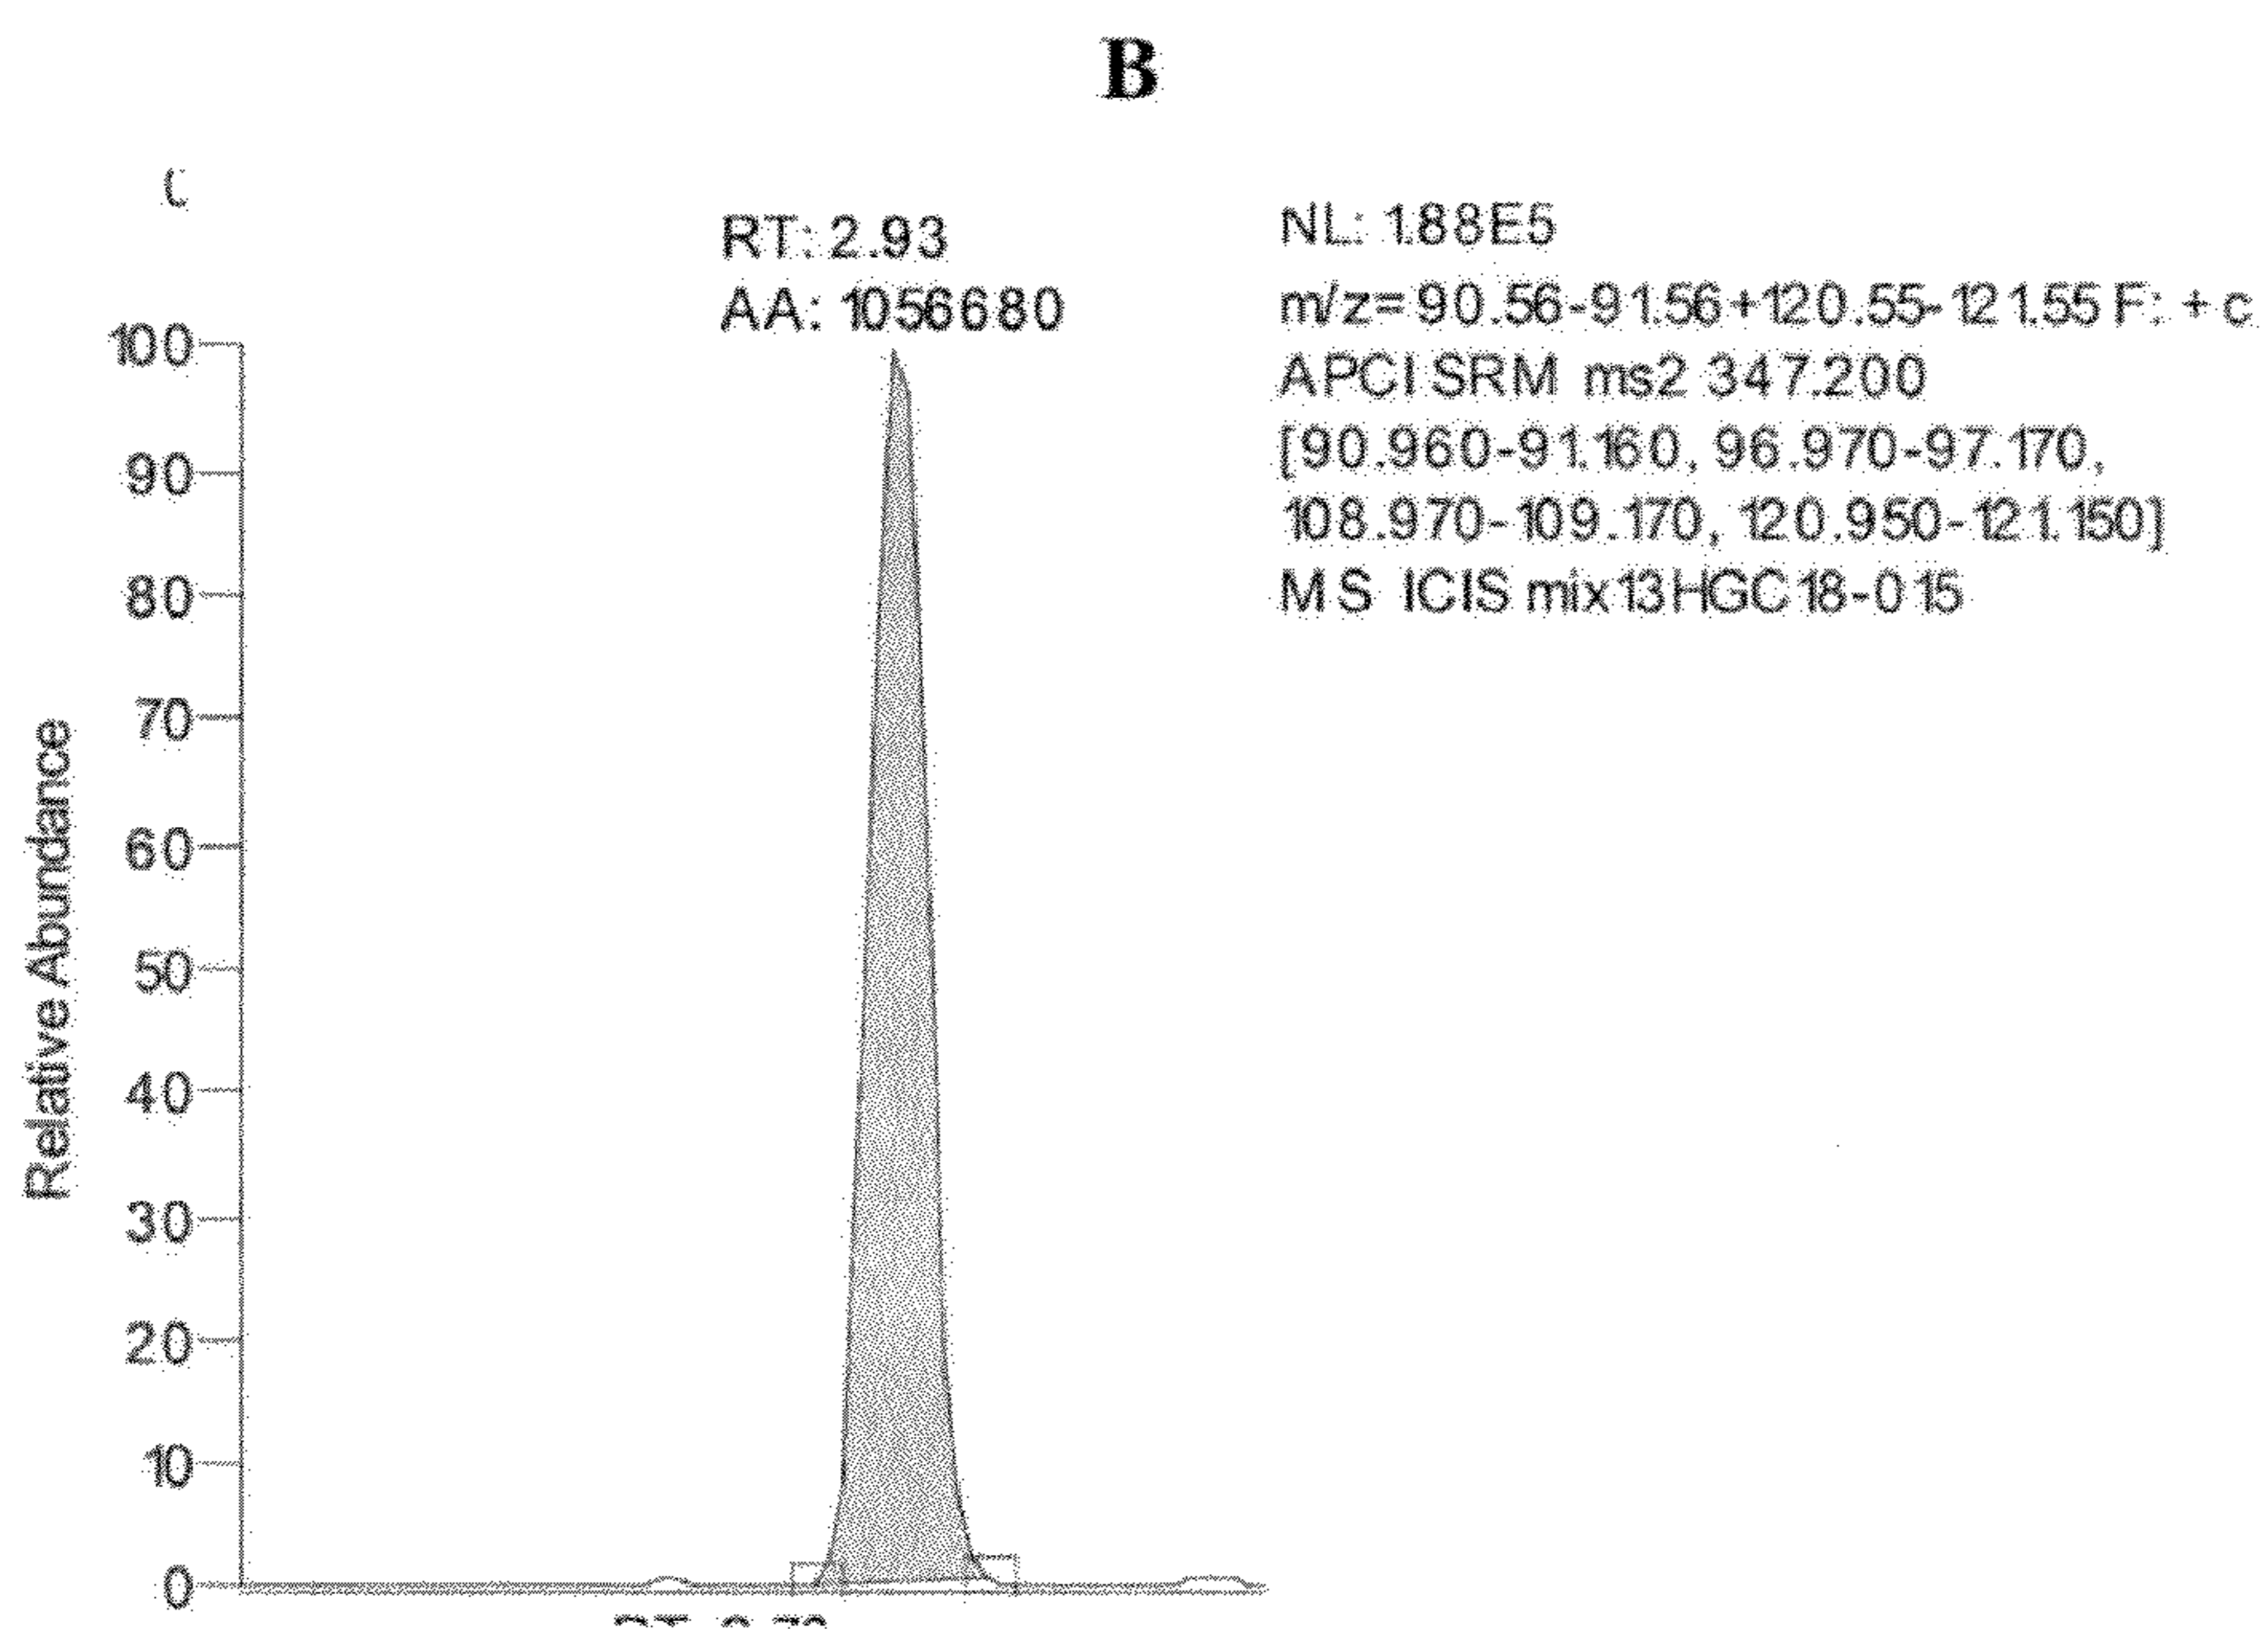 B
RT: 2.93
AA: 1056680
NL: 1.88E5
m/z= 90.56-91.56+120.55-121.55 F: + c
APCI SRM ms2 347.200
[90.960-91.160, 96.970-97.170,
108.970-109.170, 120.950-121.150]
MS ICIS mix13HGC18-015
Relative Abundance
100
90
80
70
60
50
40
30
20
10
0